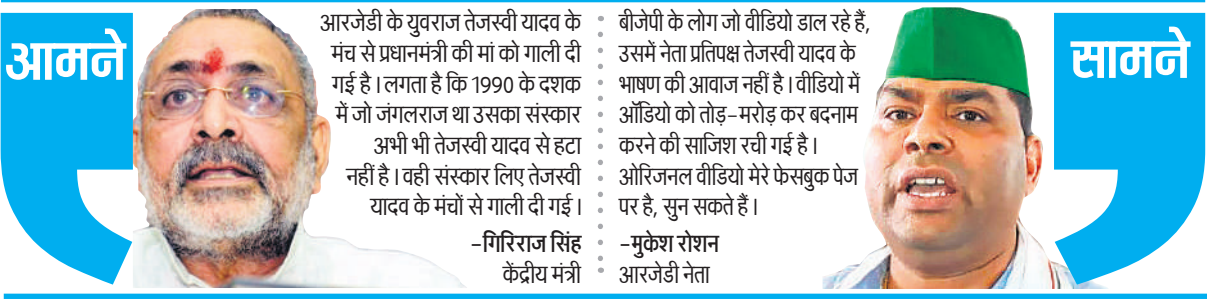 आमने
आरजेडी के युवराज तेजस्वी यादव के
मंच से प्रधानमंत्री की मां को गाली दी
गई है। लगता है कि 1990 के दशक
में जो जंगलराज था उसका संस्कार
अभी भी तेजस्वी यादव से हटा
नहीं है। वही संस्कार लिए तेजस्वी
यादव के मंचों से गाली दी गई।
–गिरिराज सिंह
केंद्रीय मंत्री
बीजेपी के लोग जो वीडियो डाल रहे हैं,
उसमें नेता प्रतिपक्ष तेजस्वी यादव के
भाषण की आवाज नहीं है। वीडियो में
ऑडियो को तोड़-मरोड़ कर बदनाम
करने की साजिश रची गई है।
ओरिजनल वीडियो मेरे फेसबुक पेज
पर है, सुन सकते हैं।
–मुकेश रोशन
आरजेडी नेता
सामने